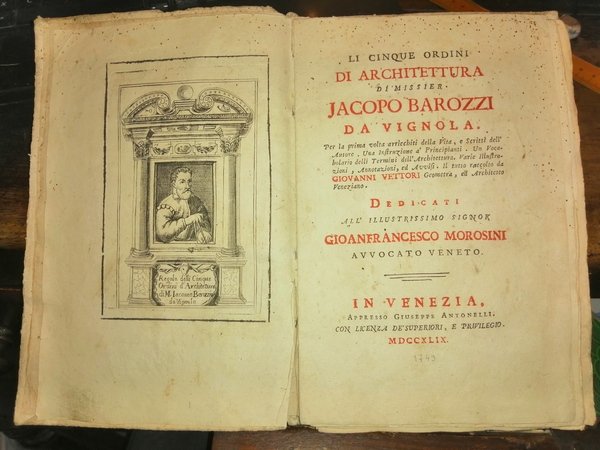 Regola delli Cinque
Ordini d'Architettura
di M. Iacomo Barozzio
da Vignola
LI CINQUE ORDINI
DI ARCHITETTURA
DI MISSIER
JACOPO BAROZZI
DA VIGNOLA.
Per la prima volta arricchiti della Vita, e Scritti dell'
Autore. Una Instruzione a' Principianti. Un Voca-
bolario delli Termini dell'Architettura. Varie Illustra-
zioni, Annotazioni, ed Avvisi. Il tutto raccolto da
GIOVANNI VETTORI Geometra, ed Architetto
Veneziano.
DEDICATI
ALL' ILLUSTRISSIMO SIGNOR
GIOANFRANCESCO MOROSINI
AVVOCATO VENETO.
IN VENEZIA,
APPRESSO GIUSEPPE ANTONELLI.
CON LICENZA DE' SUPERIORI, E PRIVILEGIO.
MDCCXLIX.
1749